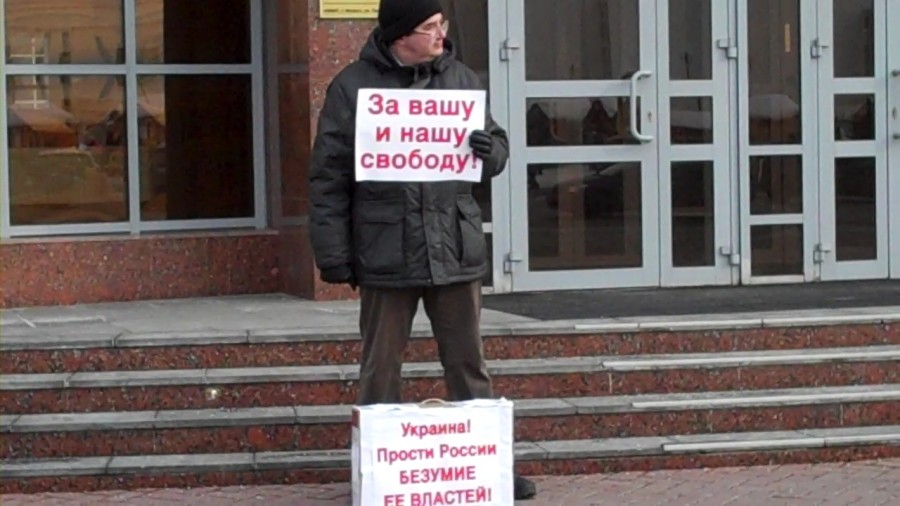 За вашу
и нашу
свободу!
Украина!
Прости России
БЕЗУМИЕ
ЕЕ ВЛАСТЕЙ!